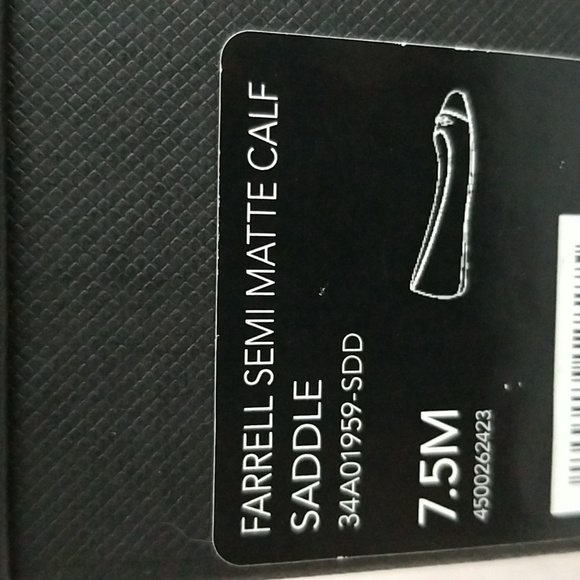 FARRELL SEMI MATTE CALF
SADDLE
34A01959-SDD
7.5M
4500262423